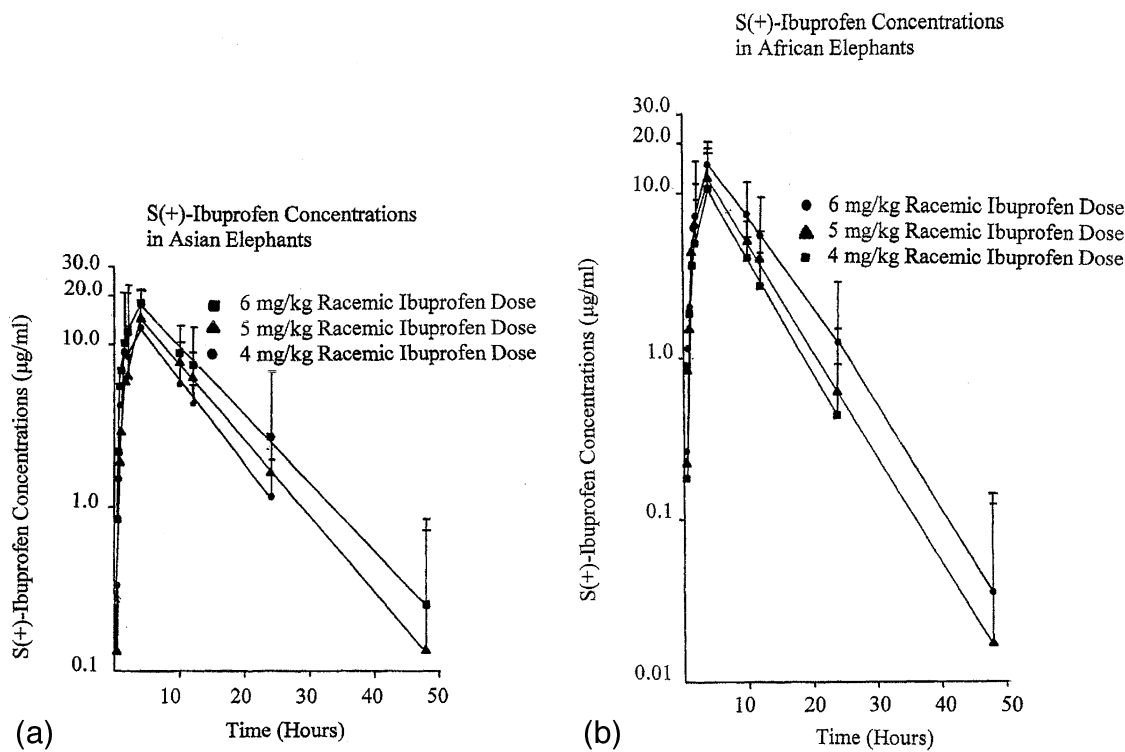 S(+)-Ibuprofen Concentrations
in Asian Elephants
S(+)-Ibuprofen Concentrations (µg/ml)
30.0
20.0
10.0
1.0
0.1
6 mg/kg Racemic Ibuprofen Dose
5 mg/kg Racemic Ibuprofen Dose
4 mg/kg Racemic Ibuprofen Dose
10 20 30 40 50
Time (Hours)
(a)
S(+)-Ibuprofen Concentrations
in African Elephants
S(+)-Ibuprofen Concentrations (µg/ml)
30.0
20.0
10.0
1.0
0.1
0.01
6 mg/kg Racemic Ibuprofen Dose
5 mg/kg Racemic Ibuprofen Dose
4 mg/kg Racemic Ibuprofen Dose
10 20 30 40 50
Time (Hours)
(b)